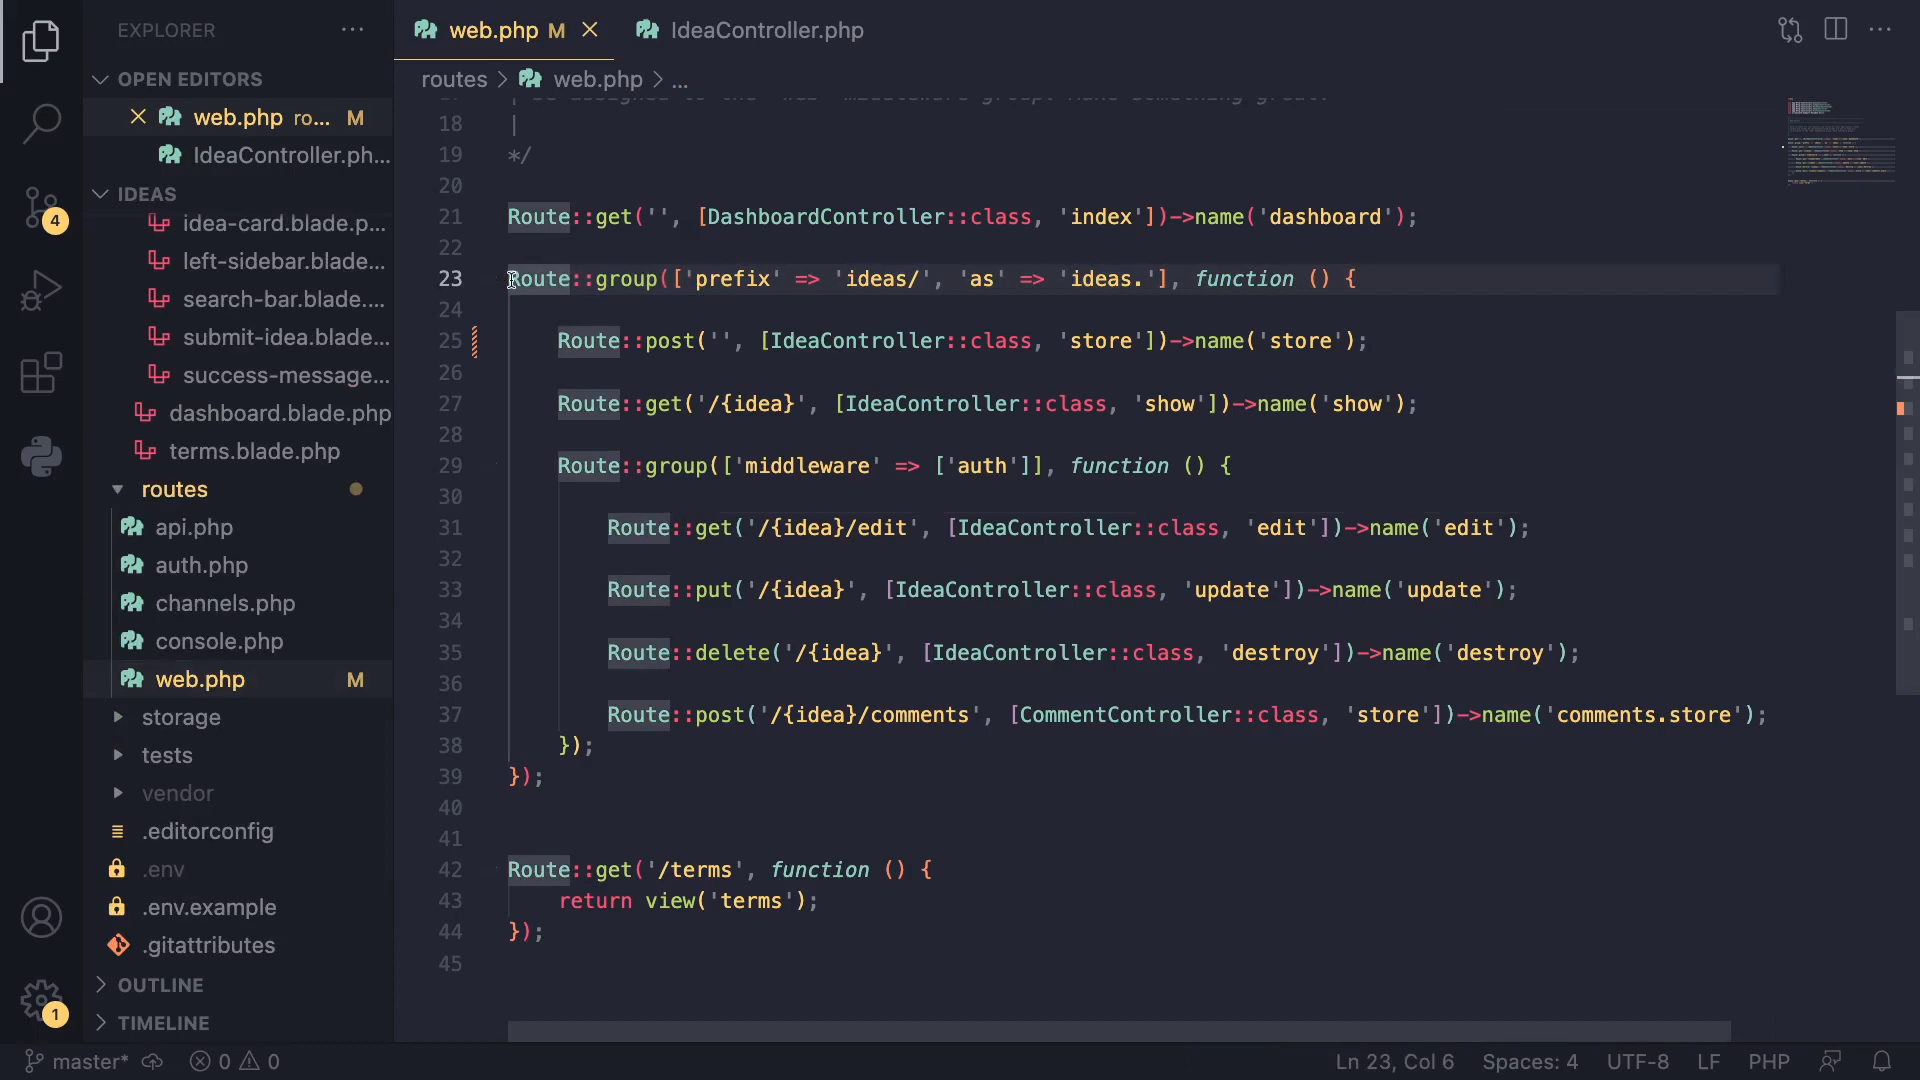 EXPLORER
OPEN EDITORS
web.php ro... M
IdeaController.ph...
IDEAS
idea-card.blade.p...
left-sidebar.blade...
search-bar.blade....
submit-idea.blade...
success-message...
dashboard.blade.php
terms.blade.php
routes
api.php
auth.php
channels.php
console.php
web.php M
storage
tests
vendor
.editorconfig
.env
.env.example
.gitattributes
OUTLINE
TIMELINE
4
1
web.php M
IdeaController.php
routes > web.php > ...
18 |
19 */
20
21 Route::get('', [DashboardController::class, 'index'])->name('dashboard');
22
23 Route::group(['prefix' => 'ideas/', 'as' => 'ideas.'], function () {
24
25 Route::post('', [IdeaController::class, 'store'])->name('store');
26
27 Route::get('/{idea}', [IdeaController::class, 'show'])->name('show');
28
29 Route::group(['middleware' => ['auth']], function () {
30
31 Route::get('/{idea}/edit', [IdeaController::class, 'edit'])->name('edit');
32
33 Route::put('/{idea}', [IdeaController::class, 'update'])->name('update');
34
35 Route::delete('/{idea}', [IdeaController::class, 'destroy'])->name('destroy');
36
37 Route::post('/{idea}/comments', [CommentController::class, 'store'])->name('comments.store');
38 });
39 });
40
41
42 Route::get('/terms', function () {
43 return view('terms');
44 });
45
master* 0 0
Ln 23, Col 6 Spaces: 4 UTF-8 LF PHP